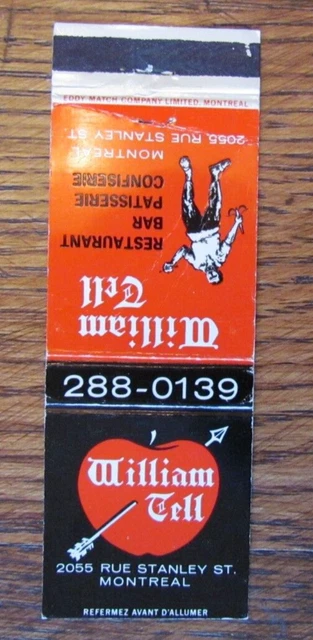 EDDY MATCH COMPANY LIMITED, MONTREAL
William
Tell
RESTAURANT
BAR
PATISSERIE
CONFISERIE
MONTREAL
2055, RUE STANLEY ST.
288-0139
William
Tell
2055 RUE STANLEY ST.
MONTREAL
REFERMEZ AVANT D'ALLUMER